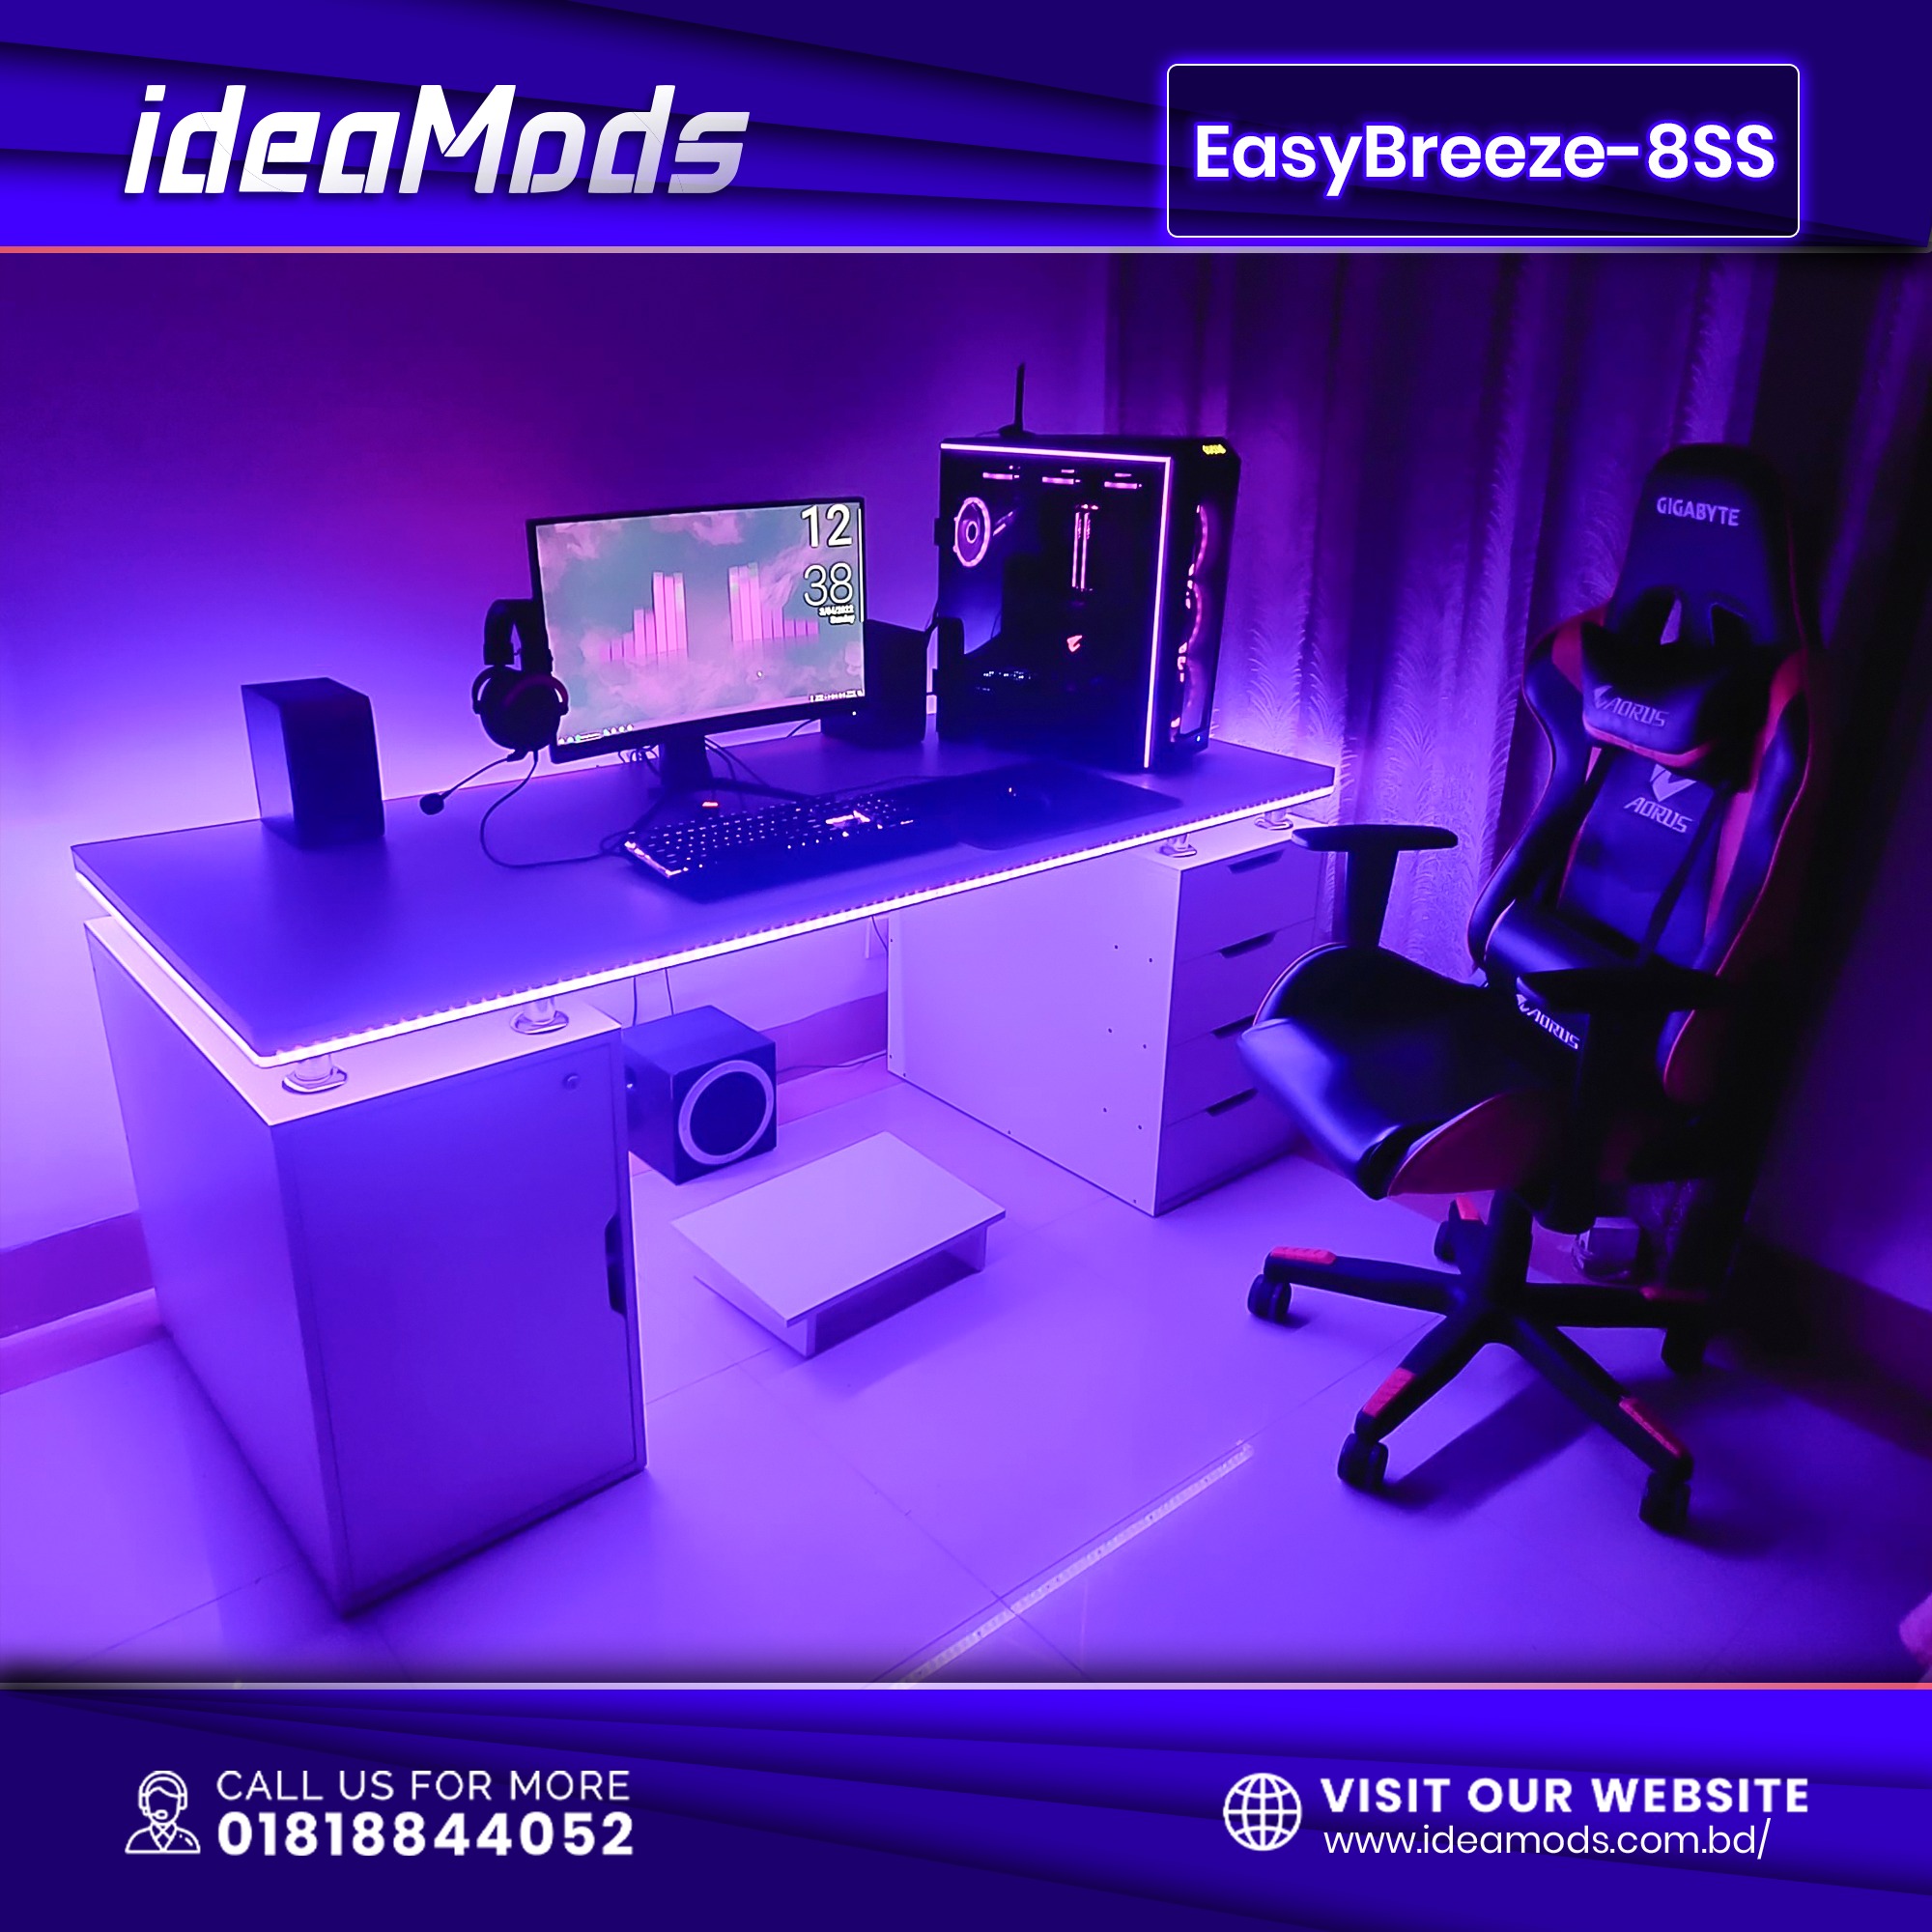 ideaMods
EasyBreeze-8SS
12
38
Sunday
GIGABYTE
AORUS
AORUS
AORUS
CALL US FOR MORE
01818844052
VISIT OUR WEBSITE
www.ideamods.com.bd/